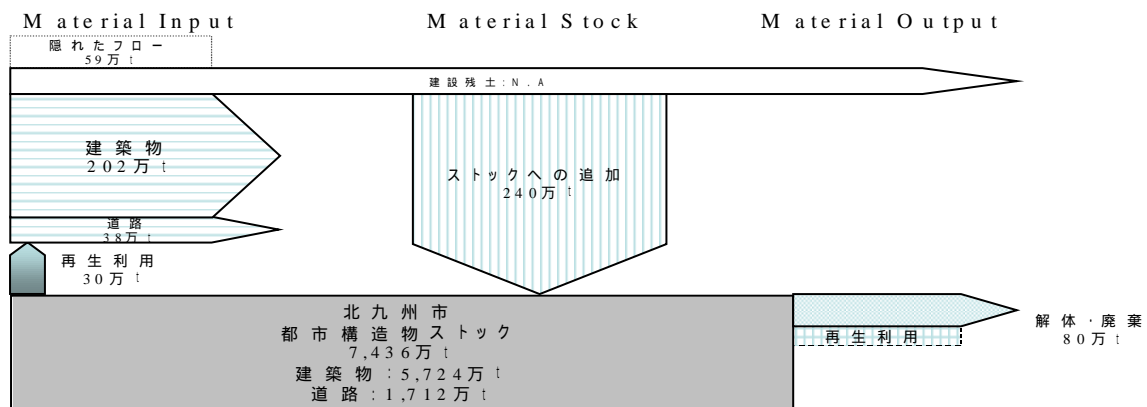 Material Input
Material Stock
Material Output
隠れたフロー
59万t
建設残土:N.A
建築物
202万t
ストックへの追加
240万t
道路
38万t
再生利用
30万t
北九州市
都市構造物ストック
7,436万t
建築物:5,724万t
道路:1,712万t
再生利用
解体・廃棄
80万t